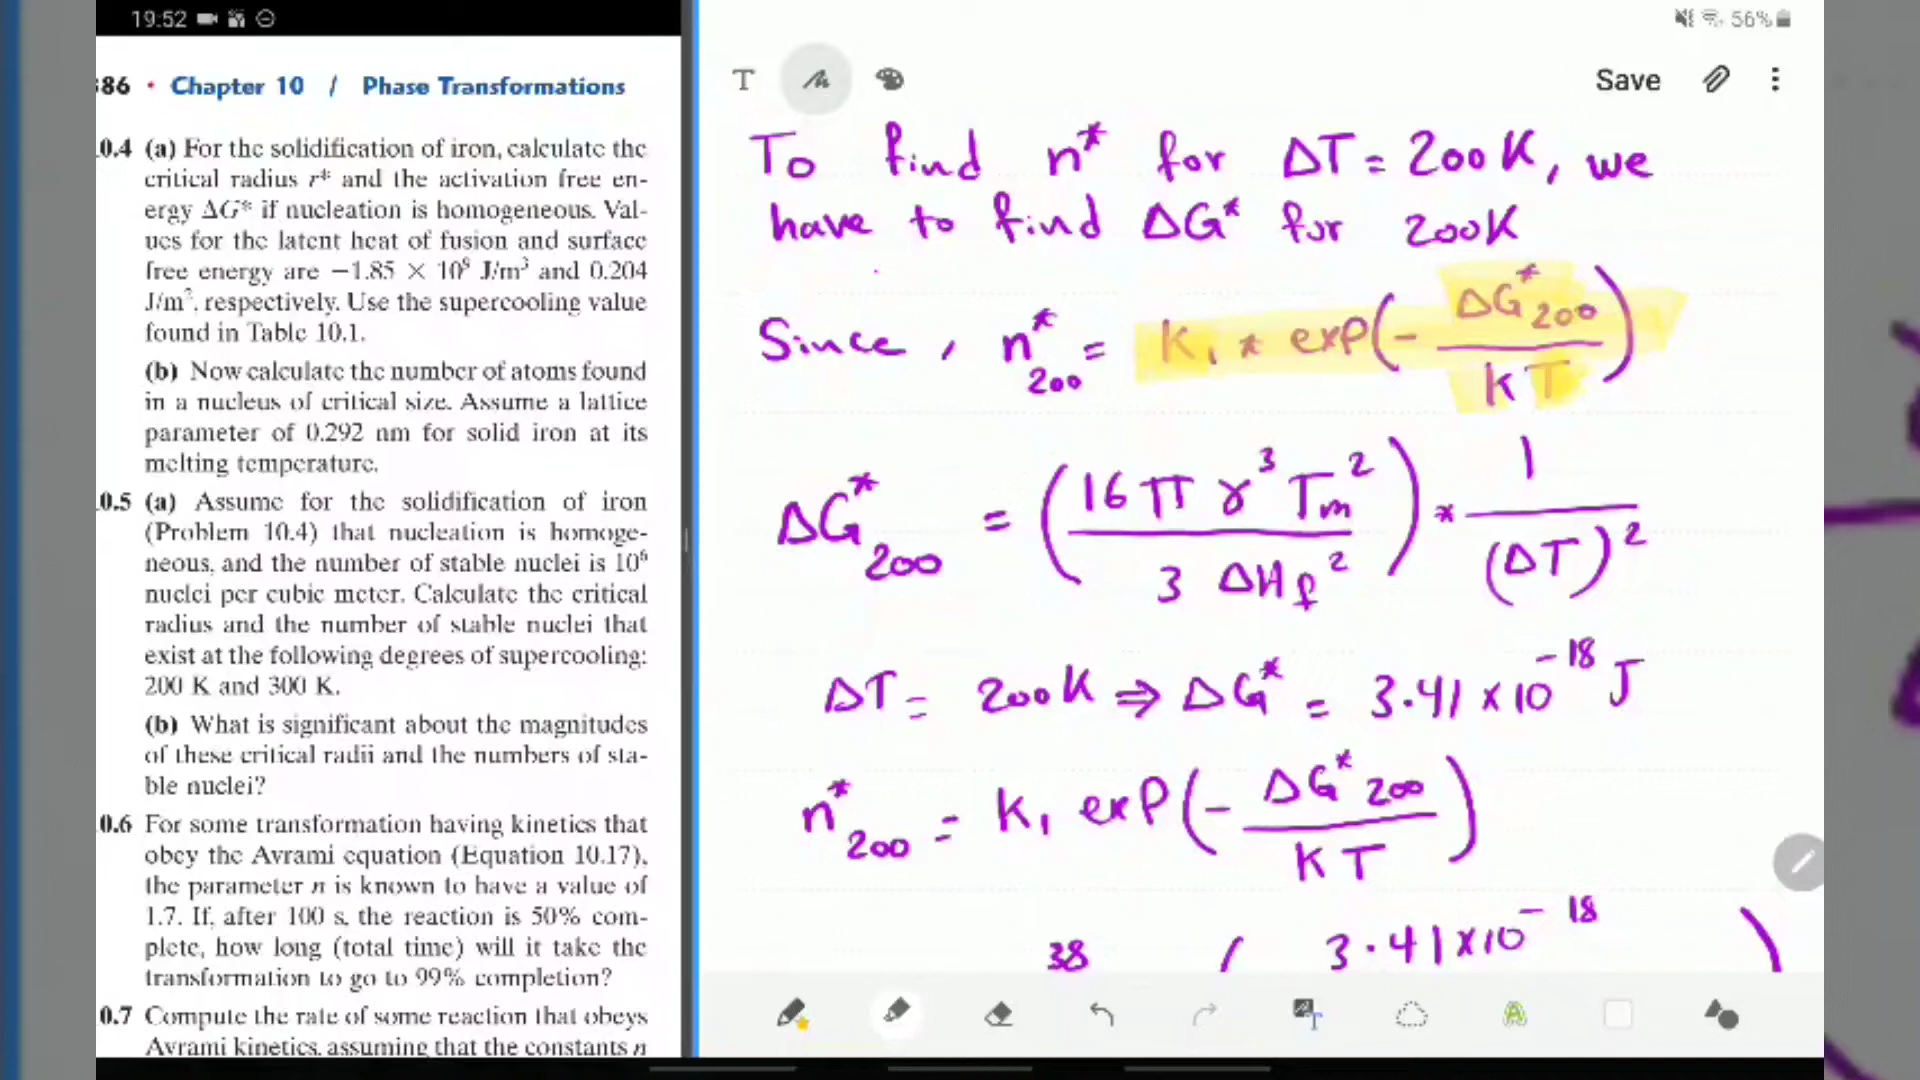 19:52
56%
86 • Chapter 10 / Phase Transformations
0.4 (a) For the solidification of iron, calculate the
critical radius r* and the activation free en-
ergy ΔG* if nucleation is homogeneous. Val-
ues for the latent heat of fusion and surface
free energy are −1.85 × 10⁹ J/m³ and 0.204
J/m², respectively. Use the supercooling value
found in Table 10.1.
(b) Now calculate the number of atoms found
in a nucleus of critical size. Assume a lattice
parameter of 0.292 nm for solid iron at its
melting temperature.
0.5 (a) Assume for the solidification of iron
(Problem 10.4) that nucleation is homoge-
neous, and the number of stable nuclei is 10⁶
nuclei per cubic meter. Calculate the critical
radius and the number of stable nuclei that
exist at the following degrees of supercooling:
200 K and 300 K.
(b) What is significant about the magnitudes
of these critical radii and the numbers of sta-
ble nuclei?
0.6 For some transformation having kinetics that
obey the Avrami equation (Equation 10.17),
the parameter n is known to have a value of
1.7. If, after 100 s, the reaction is 50% com-
plete, how long (total time) will it take the
transformation to go to 99% completion?
0.7 Compute the rate of some reaction that obeys
Avrami kinetics, assuming that the constants n
T
Save
To find n* for ΔT = 200K, we
have to find ΔG* for 200K
Since, n*200 = K1 * exp(- ΔG*200 / kT)
ΔG*200 = (16 π γ³ Tm² / 3 ΔHf²) * 1 / (ΔT)²
ΔT = 200K ⇒ ΔG* = 3.41 × 10⁻¹⁸ J
n*200 = K1 exp(- ΔG*200 / KT)
38 ( 3.41×10⁻¹⁸ )